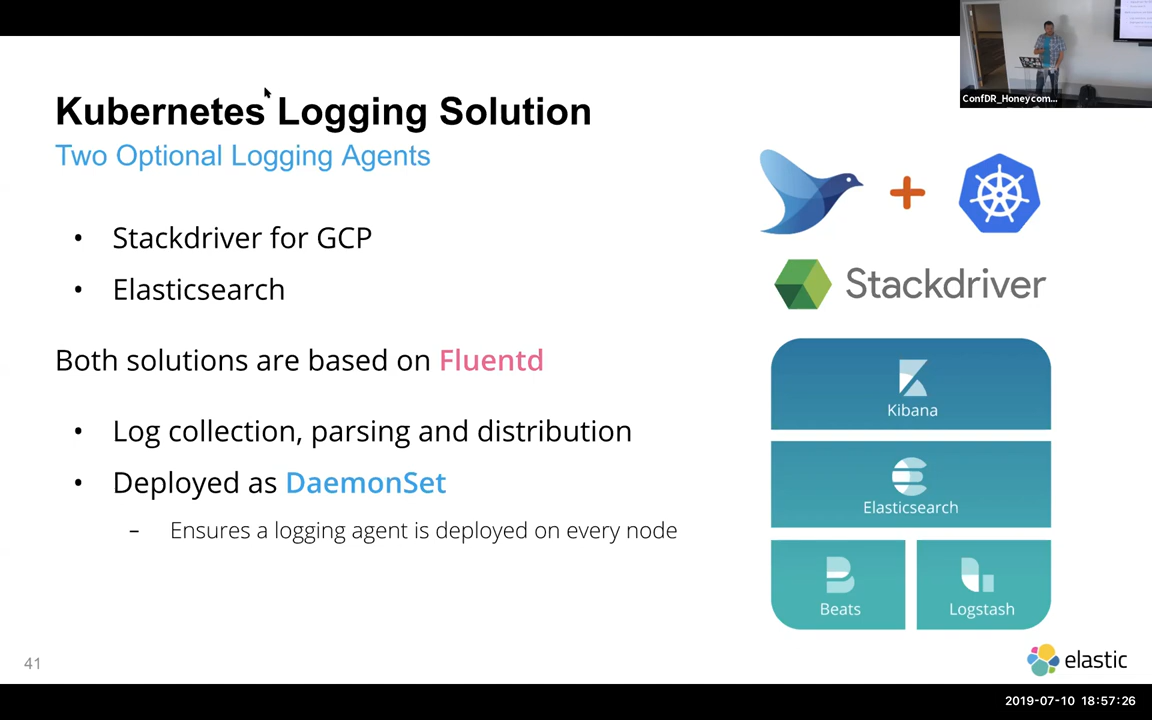 ConfDR_Honeycom...
Kubernetes Logging Solution
Two Optional Logging Agents
• Stackdriver for GCP
• Elasticsearch
Both solutions are based on Fluentd
• Log collection, parsing and distribution
• Deployed as DaemonSet
– Ensures a logging agent is deployed on every node
Stackdriver
Kibana
Elasticsearch
Beats
Logstash
41
elastic
2019-07-10 18:57:26